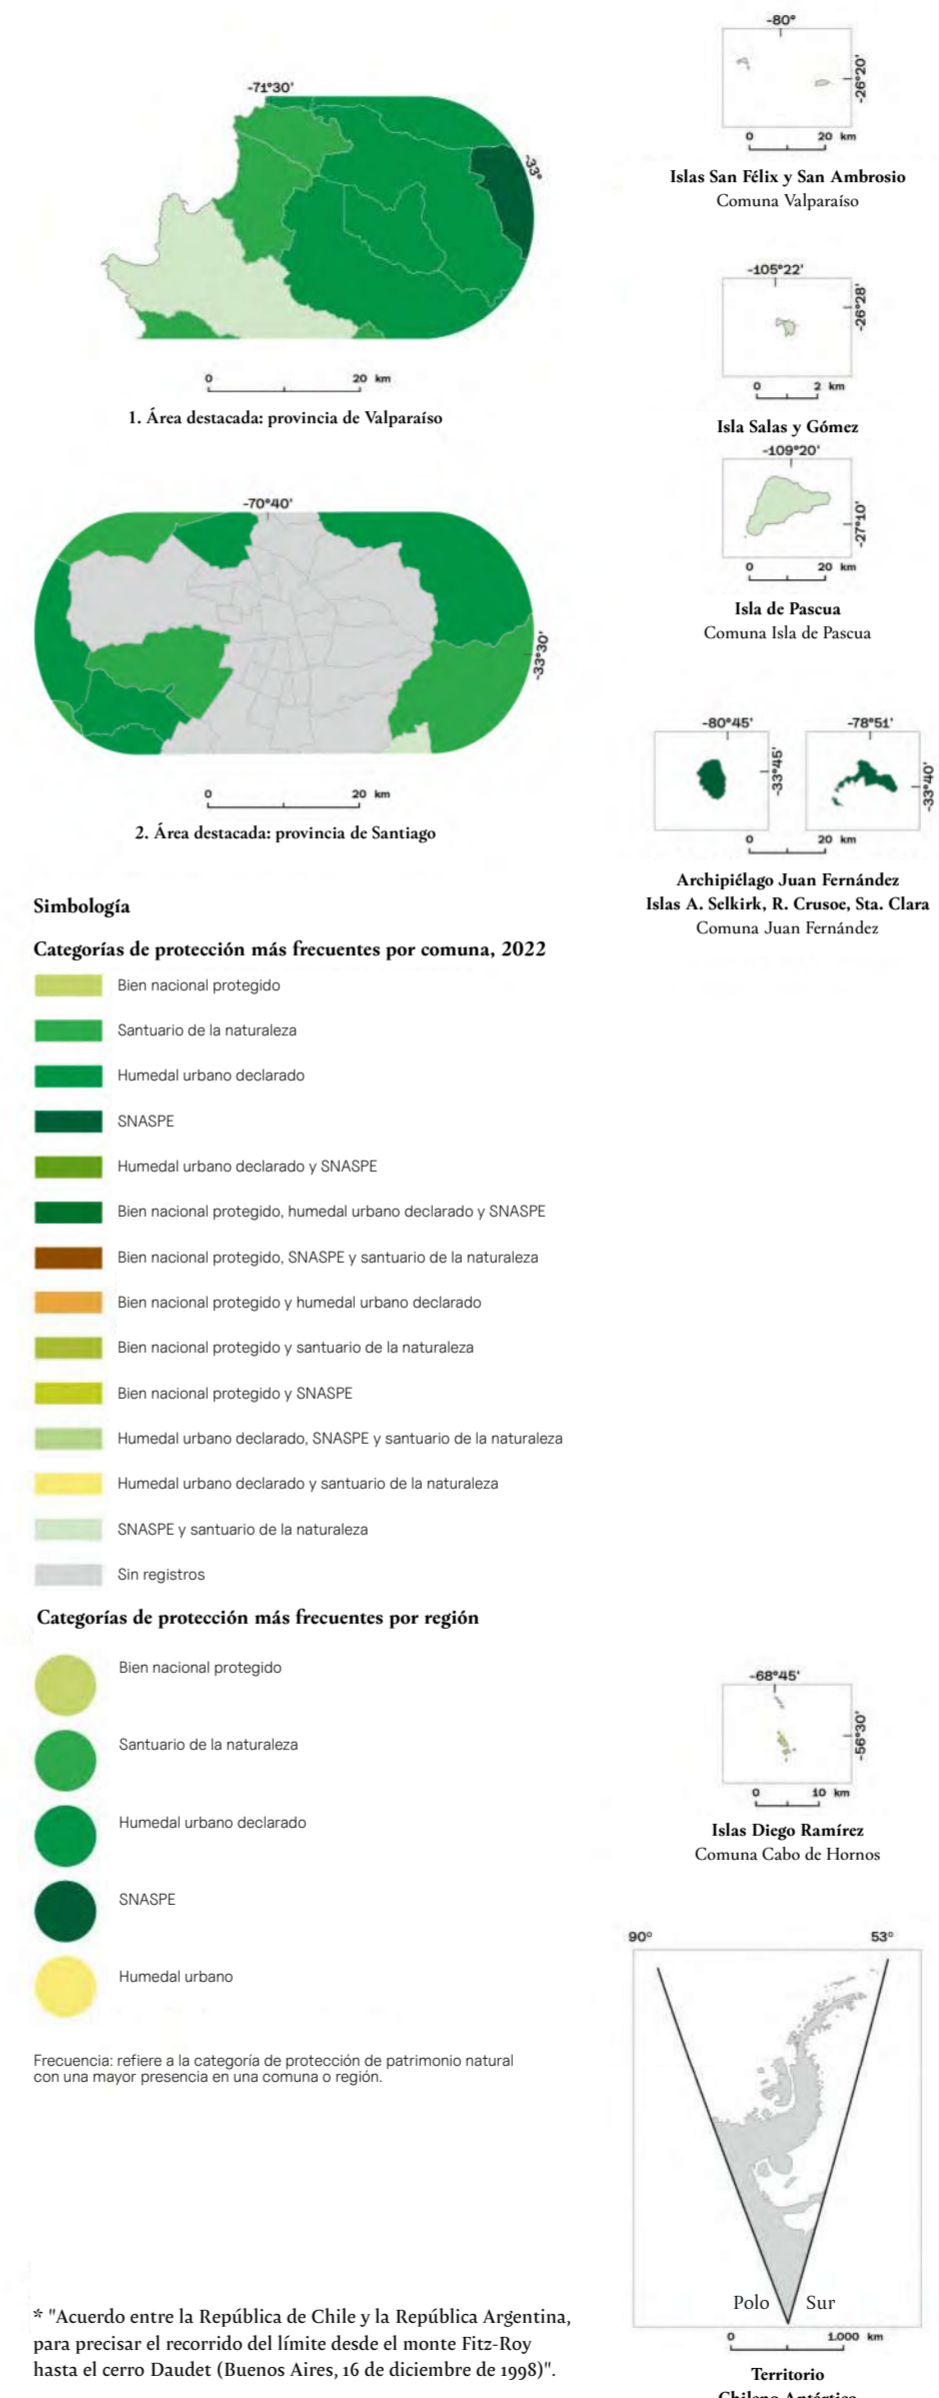 -71°30'
-33°
0 20 km
1. Área destacada: provincia de Valparaíso
-70°40'
-33°30'
0 20 km
2. Área destacada: provincia de Santiago
-80°
-26°20'
0 20 km
Islas San Félix y San Ambrosio
Comuna Valparaíso
-105°22'
-26°28'
0 2 km
Isla Salas y Gómez
-109°20'
-27°10'
0 20 km
Isla de Pascua
Comuna Isla de Pascua
-80°45'
-33°45'
-78°51'
-33°40'
0 20 km
Archipiélago Juan Fernández
Islas A. Selkirk, R. Crusoe, Sta. Clara
Comuna Juan Fernández
Simbología
Categorías de protección más frecuentes por comuna, 2022
Bien nacional protegido
Santuario de la naturaleza
Humedal urbano declarado
SNASPE
Humedal urbano declarado y SNASPE
Bien nacional protegido, humedal urbano declarado y SNASPE
Bien nacional protegido, SNASPE y santuario de la naturaleza
Bien nacional protegido y humedal urbano declarado
Bien nacional protegido y santuario de la naturaleza
Bien nacional protegido y SNASPE
Humedal urbano declarado, SNASPE y santuario de la naturaleza
Humedal urbano declarado y santuario de la naturaleza
SNASPE y santuario de la naturaleza
Sin registros
Categorías de protección más frecuentes por región
Bien nacional protegido
Santuario de la naturaleza
Humedal urbano declarado
SNASPE
Humedal urbano
Frecuencia: refiere a la categoría de protección de patrimonio natural
con una mayor presencia en una comuna o región.
-68°45'
-56°30'
0 10 km
Islas Diego Ramírez
Comuna Cabo de Hornos
90° 53°
Polo Sur
0 1.000 km
Territorio
Chileno Antártico
* "Acuerdo entre la República de Chile y la República Argentina,
para precisar el recorrido del límite desde el monte Fitz-Roy
hasta el cerro Daudet (Buenos Aires, 16 de diciembre de 1998)".